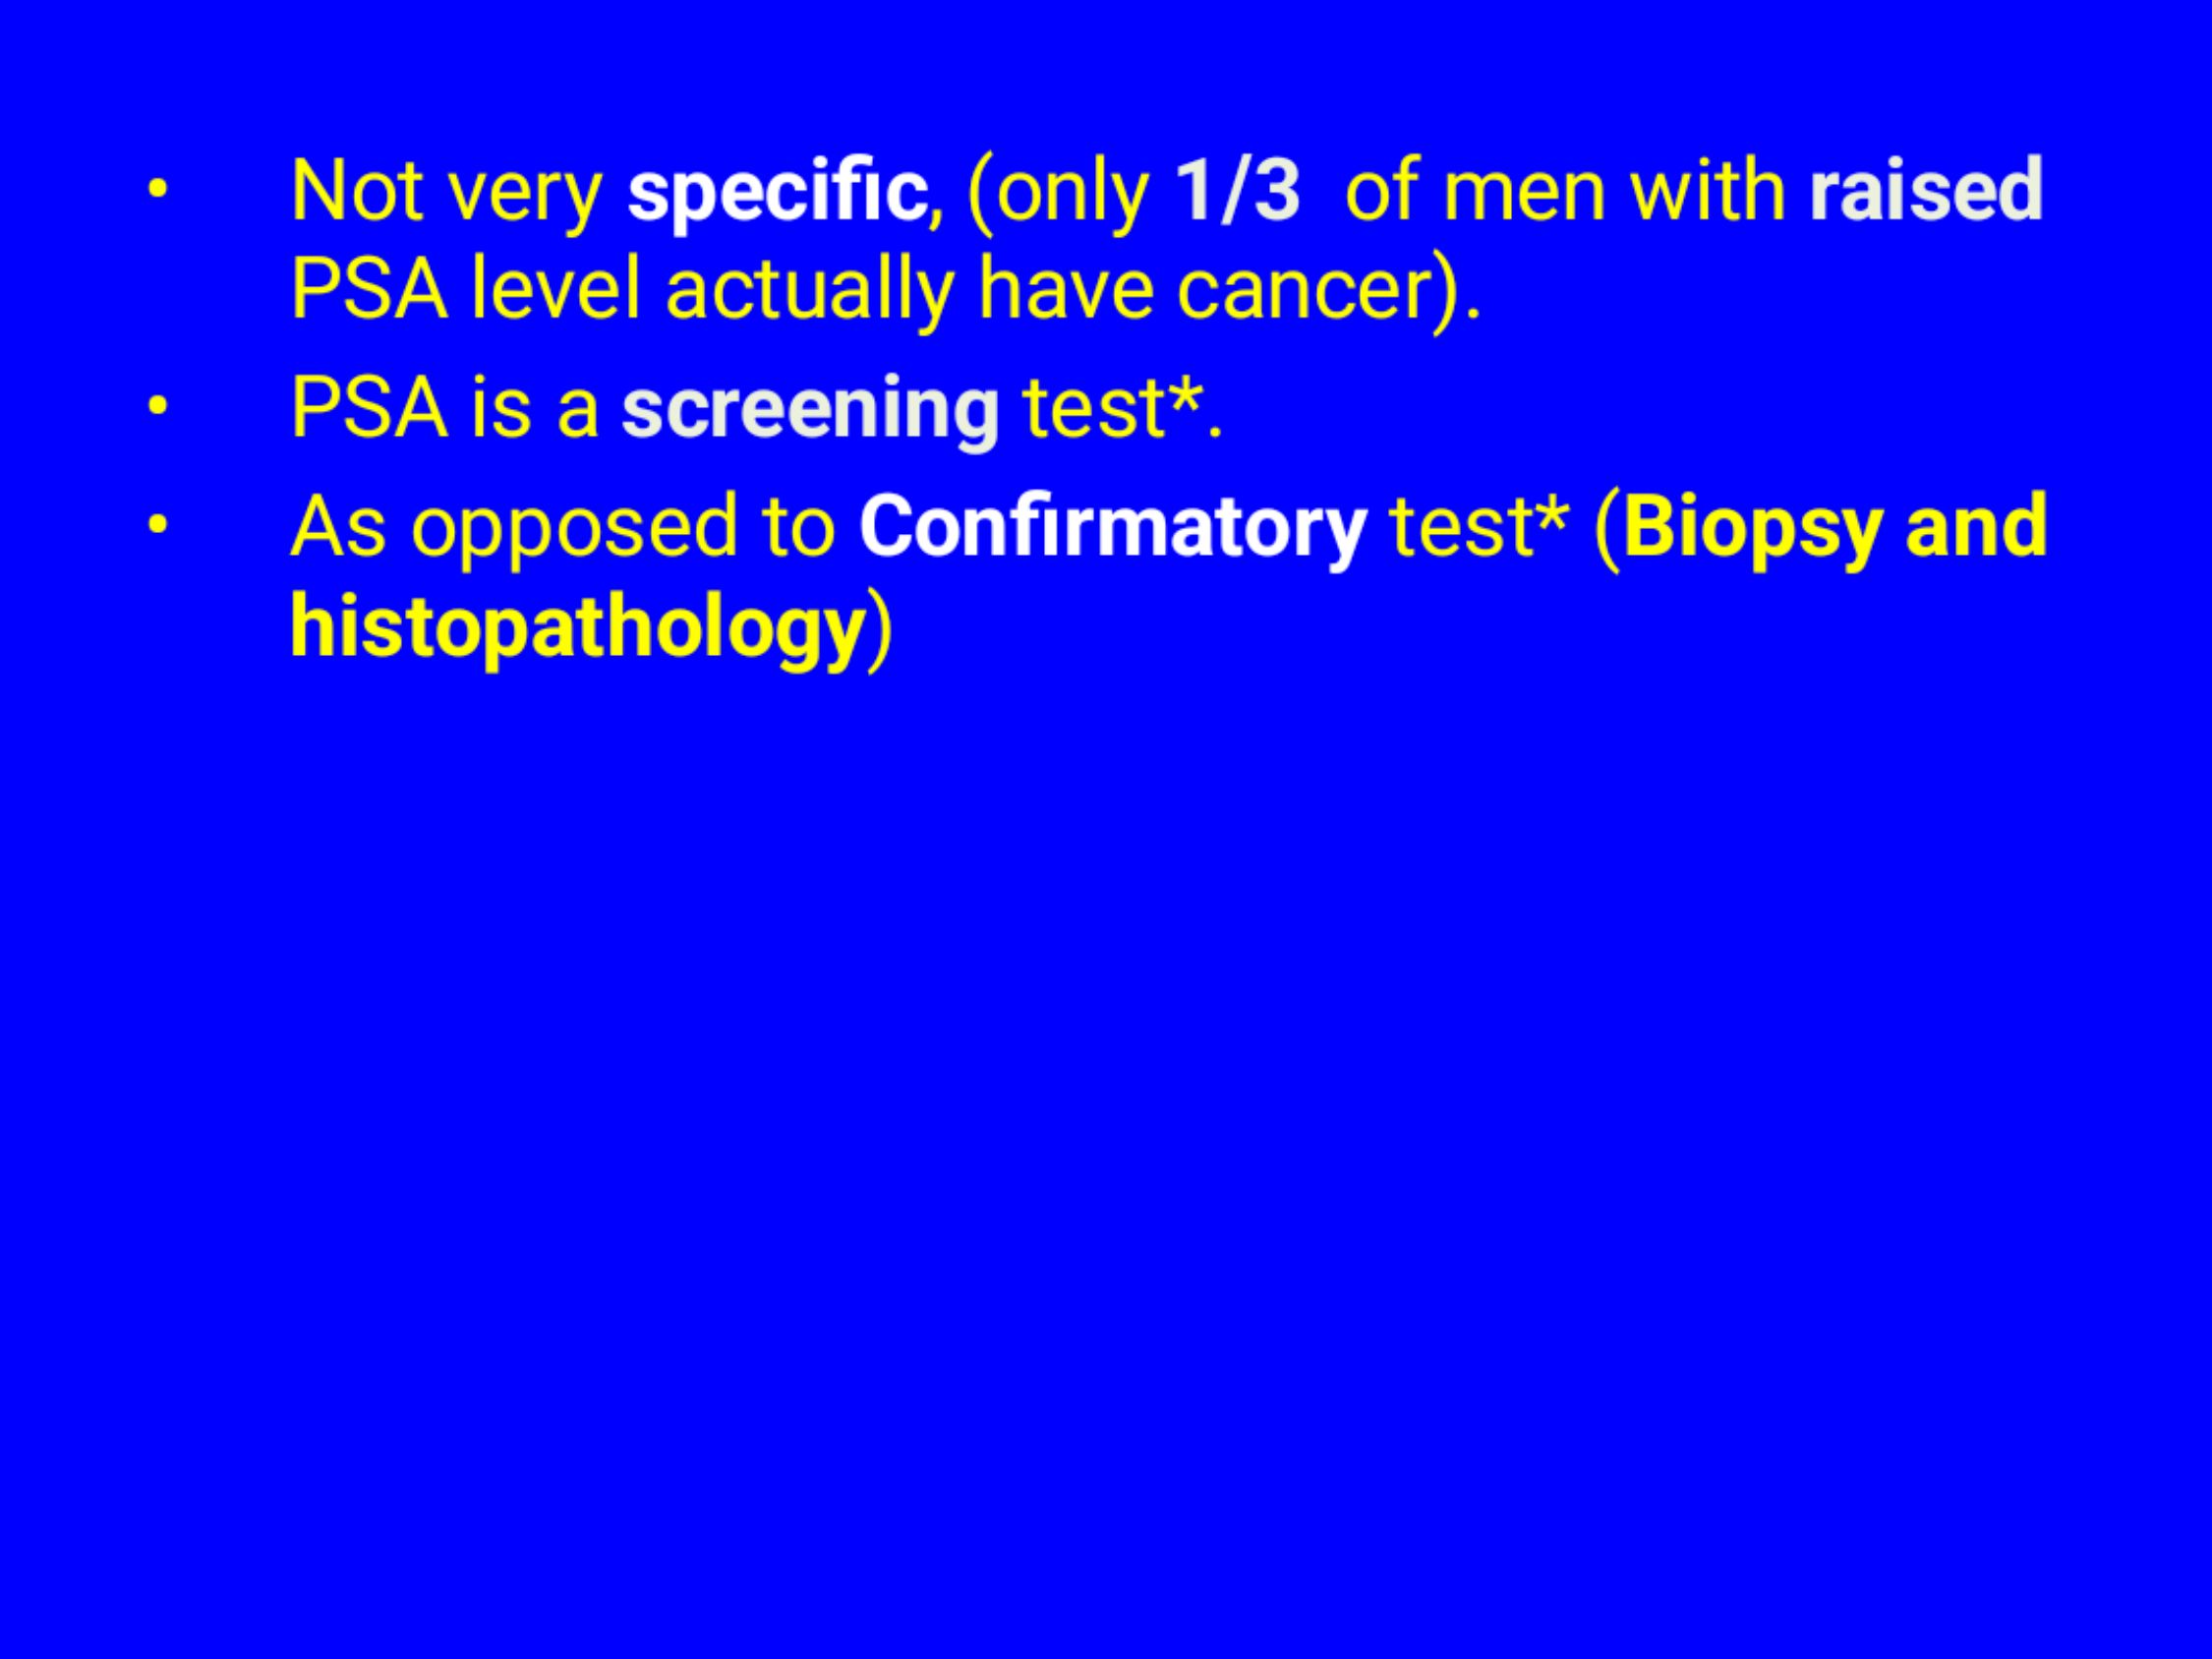 • Not very specific, (only 1/3  of men with raised
PSA level actually have cancer).
• PSA is a screening test*.
• As opposed to Confirmatory test* (Biopsy and
histopathology)